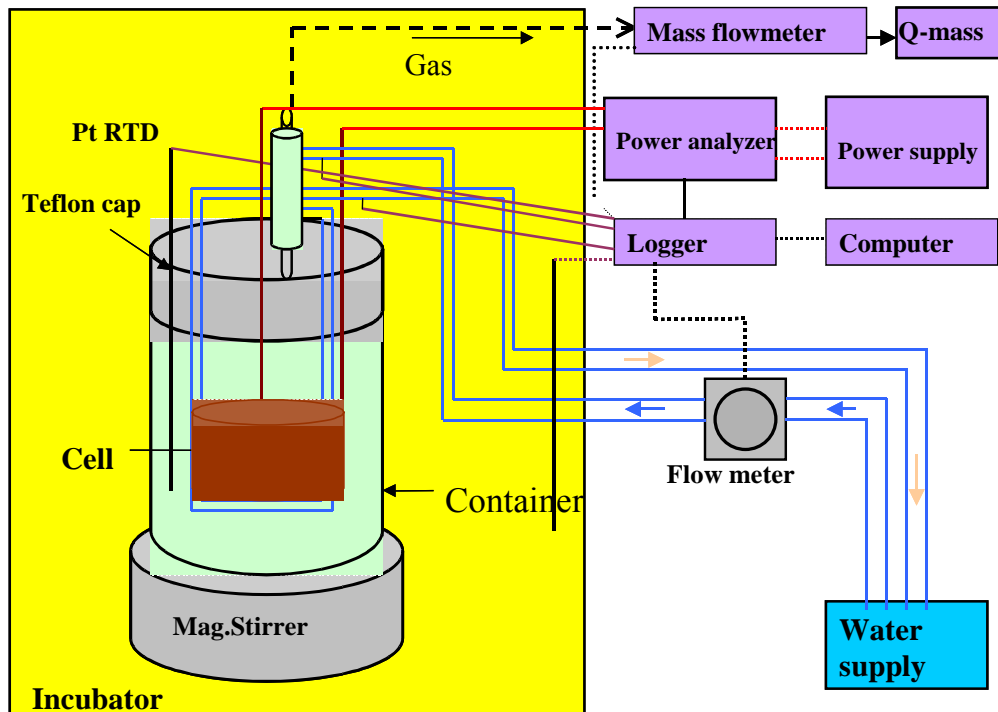 Mass flowmeter
Q-mass
Gas
Pt RTD
Power analyzer
Power supply
Teflon cap
Logger
Computer
Cell
Container
Flow meter
Mag.Stirrer
Water
supply
Incubator